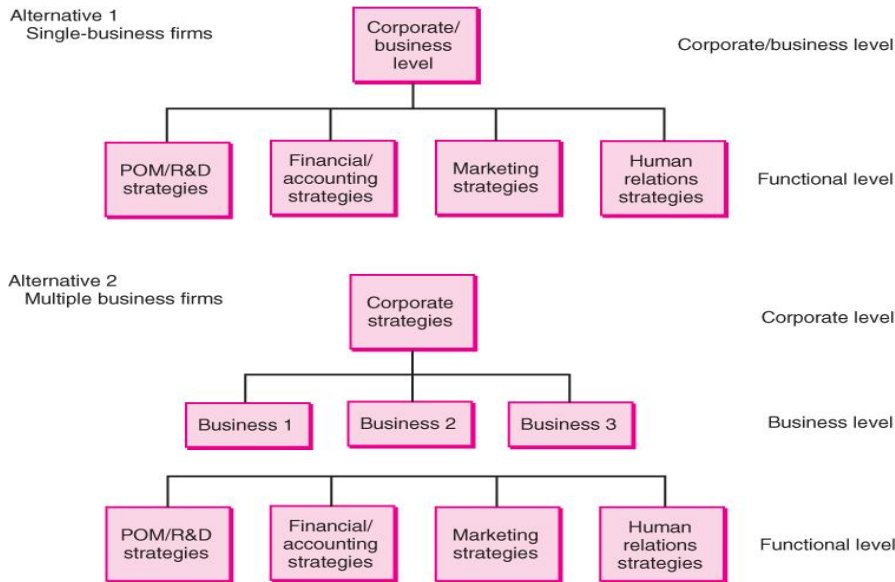 Alternative 1
Single-business firms
Corporate/
business
level
Corporate/business level
POM/R&D
strategies
Financial/
accounting
strategies
Marketing
strategies
Human
relations
strategies
Functional level
Alternative 2
Multiple business firms
Corporate
strategies
Corporate level
Business 1
Business 2
Business 3
Business level
POM/R&D
strategies
Financial/
accounting
strategies
Marketing
strategies
Human
relations
strategies
Functional level